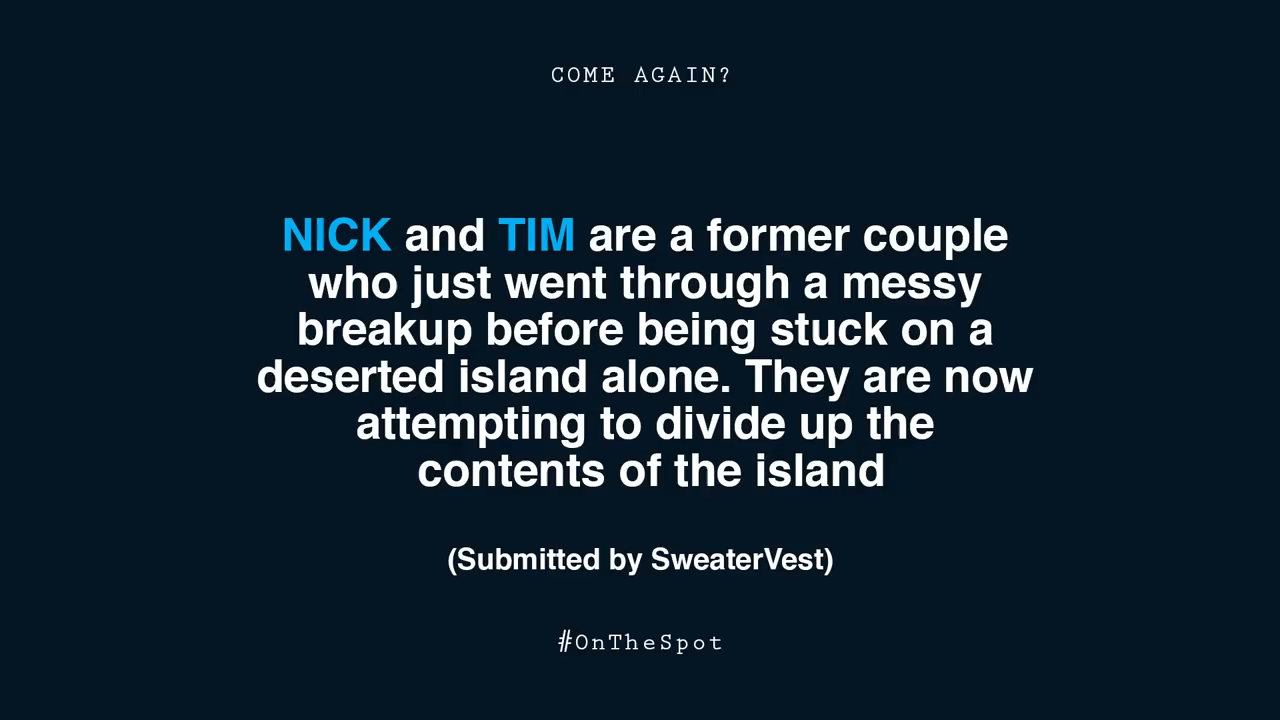 COME AGAIN?
NICK and TIM are a former couple
who just went through a messy
breakup before being stuck on a
deserted island alone. They are now
attempting to divide up the
contents of the island
(Submitted by SweaterVest)
#OnTheSpot